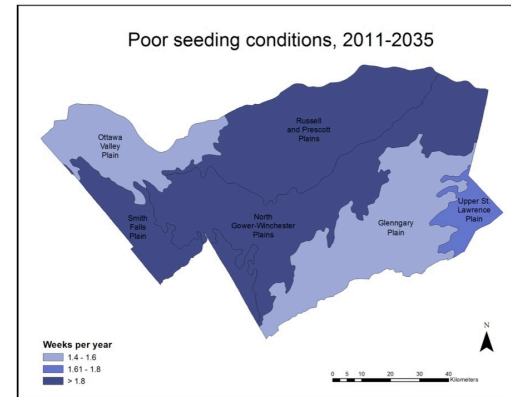 Poor seeding conditions, 2011-2035
Russell
and Prescott
Plains
Ottawa
Valley
Plain
Smith
Falls
Plain
North
Gower-Winchester
Plains
Glenngary
Plain
Upper St.
Lawrence
Plain
Weeks per year
1.4 - 1.6
1.61 - 1.8
> 1.8
N
0 5 10 20 30 40
Kilometers